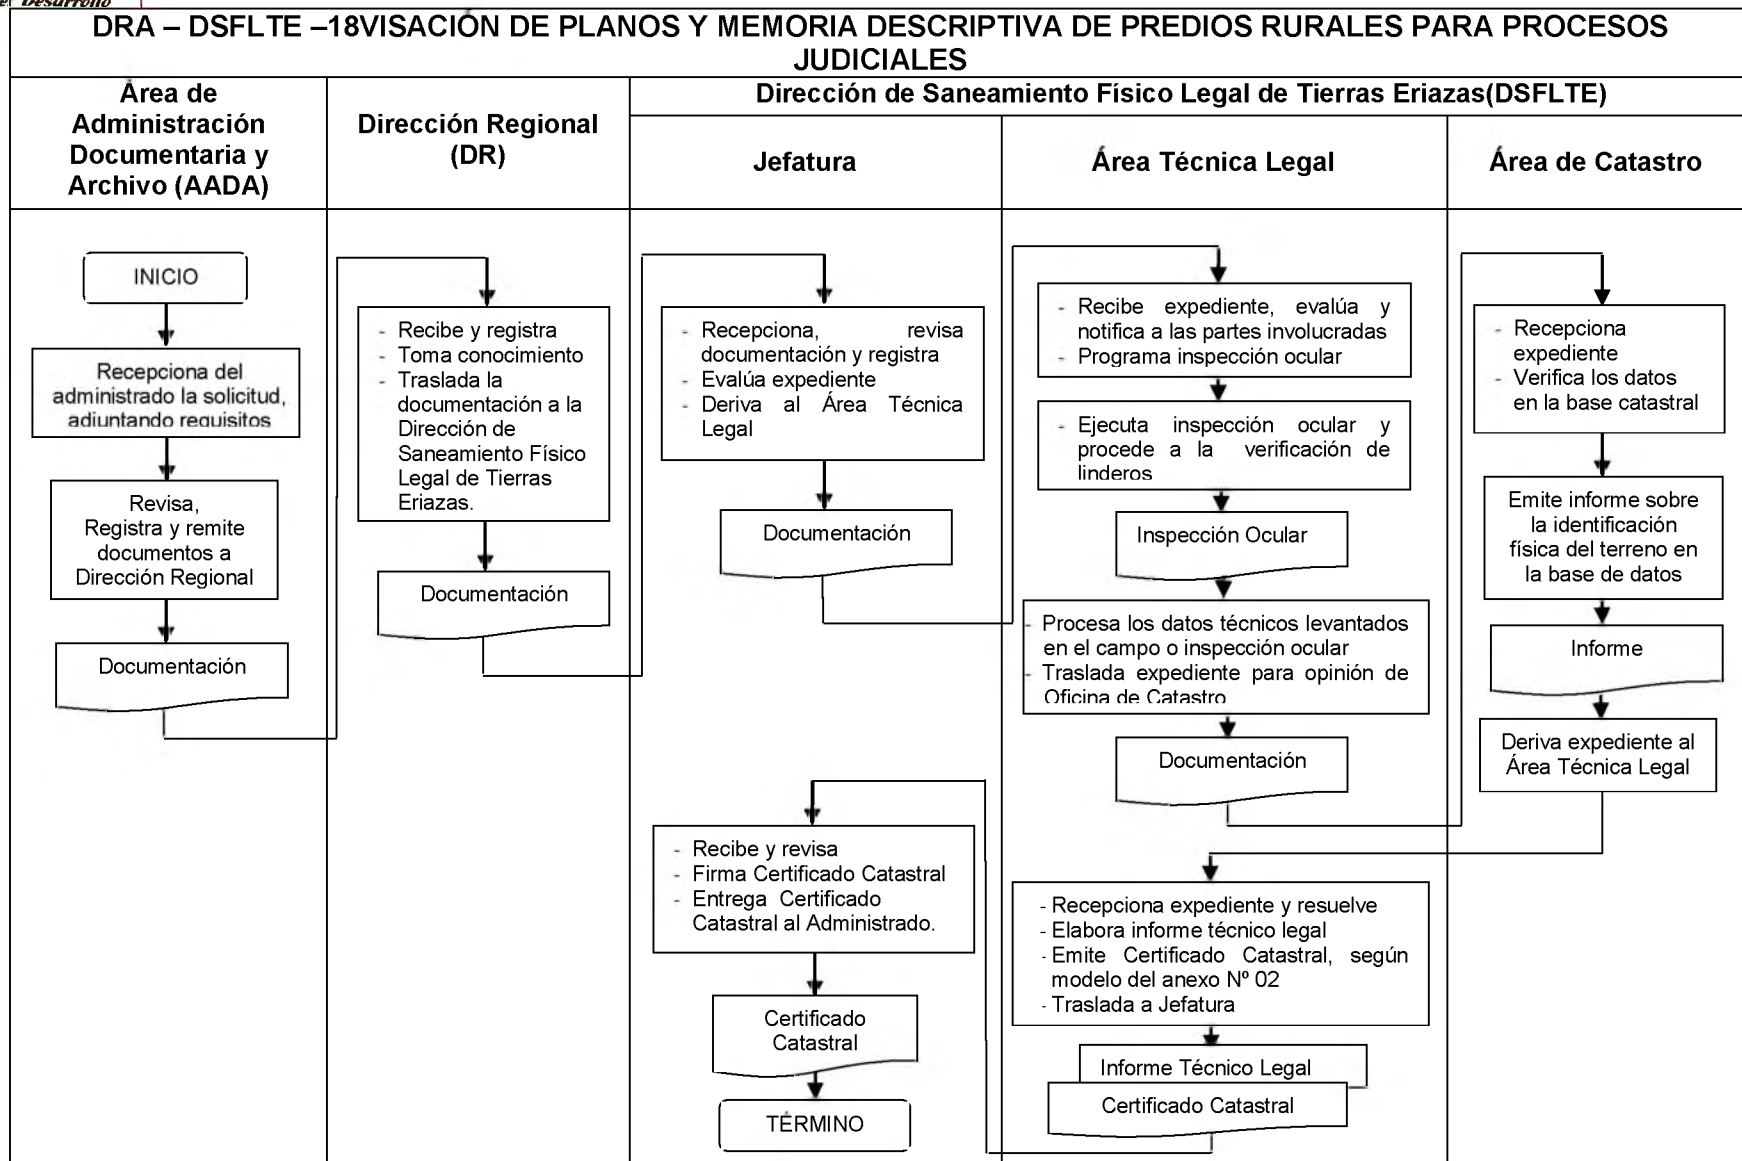 Desarrollo
DRA – DSFLTE –18VISACIÓN DE PLANOS Y MEMORIA DESCRIPTIVA DE PREDIOS RURALES PARA PROCESOS
JUDICIALES
Área de
Administración
Documentaria y
Archivo (AADA)
Dirección Regional
(DR)
Dirección de Saneamiento Físico Legal de Tierras Eriazas(DSFLTE)
Jefatura
Área Técnica Legal
Área de Catastro
INICIO
Recepciona del
administrado la solicitud,
adjuntando requisitos
Revisa,
Registra y remite
documentos a
Dirección Regional
Documentación
- Recibe y registra
- Toma conocimiento
- Traslada la
documentación a la
Dirección de
Saneamiento Físico
Legal de Tierras
Eriazas.
Documentación
- Recepciona, revisa
documentación y registra
- Evalúa expediente
- Deriva al Área Técnica
Legal
Documentación
- Recibe expediente, evalúa y
notifica a las partes involucradas
- Programa inspección ocular
- Ejecuta inspección ocular y
procede a la verificación de
linderos
Inspección Ocular
- Procesa los datos técnicos levantados
en el campo o inspección ocular
- Traslada expediente para opinión de
Oficina de Catastro
Documentación
- Recepciona
expediente
- Verifica los datos
en la base catastral
Emite informe sobre
la identificación
física del terreno en
la base de datos
Informe
Deriva expediente al
Área Técnica Legal
- Recepciona expediente y resuelve
- Elabora informe técnico legal
- Emite Certificado Catastral, según
modelo del anexo Nº 02
- Traslada a Jefatura
Informe Técnico Legal
Certificado Catastral
- Recibe y revisa
- Firma Certificado Catastral
- Entrega Certificado
Catastral al Administrado.
Certificado
Catastral
TÉRMINO